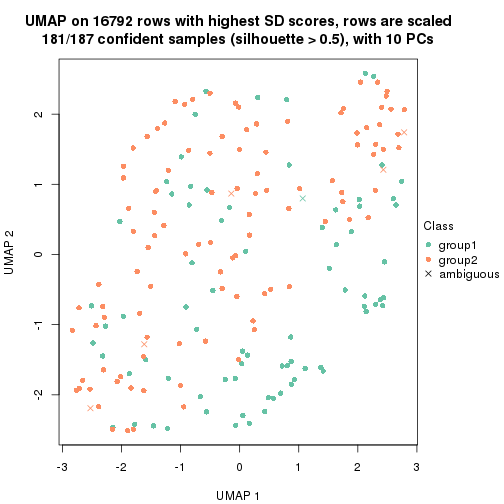 UMAP on 16792 rows with highest SD scores, rows are scaled
181/187 confident samples (silhouette > 0.5), with 10 PCs
UMAP 2
2
1
0
-1
-2
-3
-2
-1
0
1
2
3
UMAP 1
Class
group1
group2
ambiguous